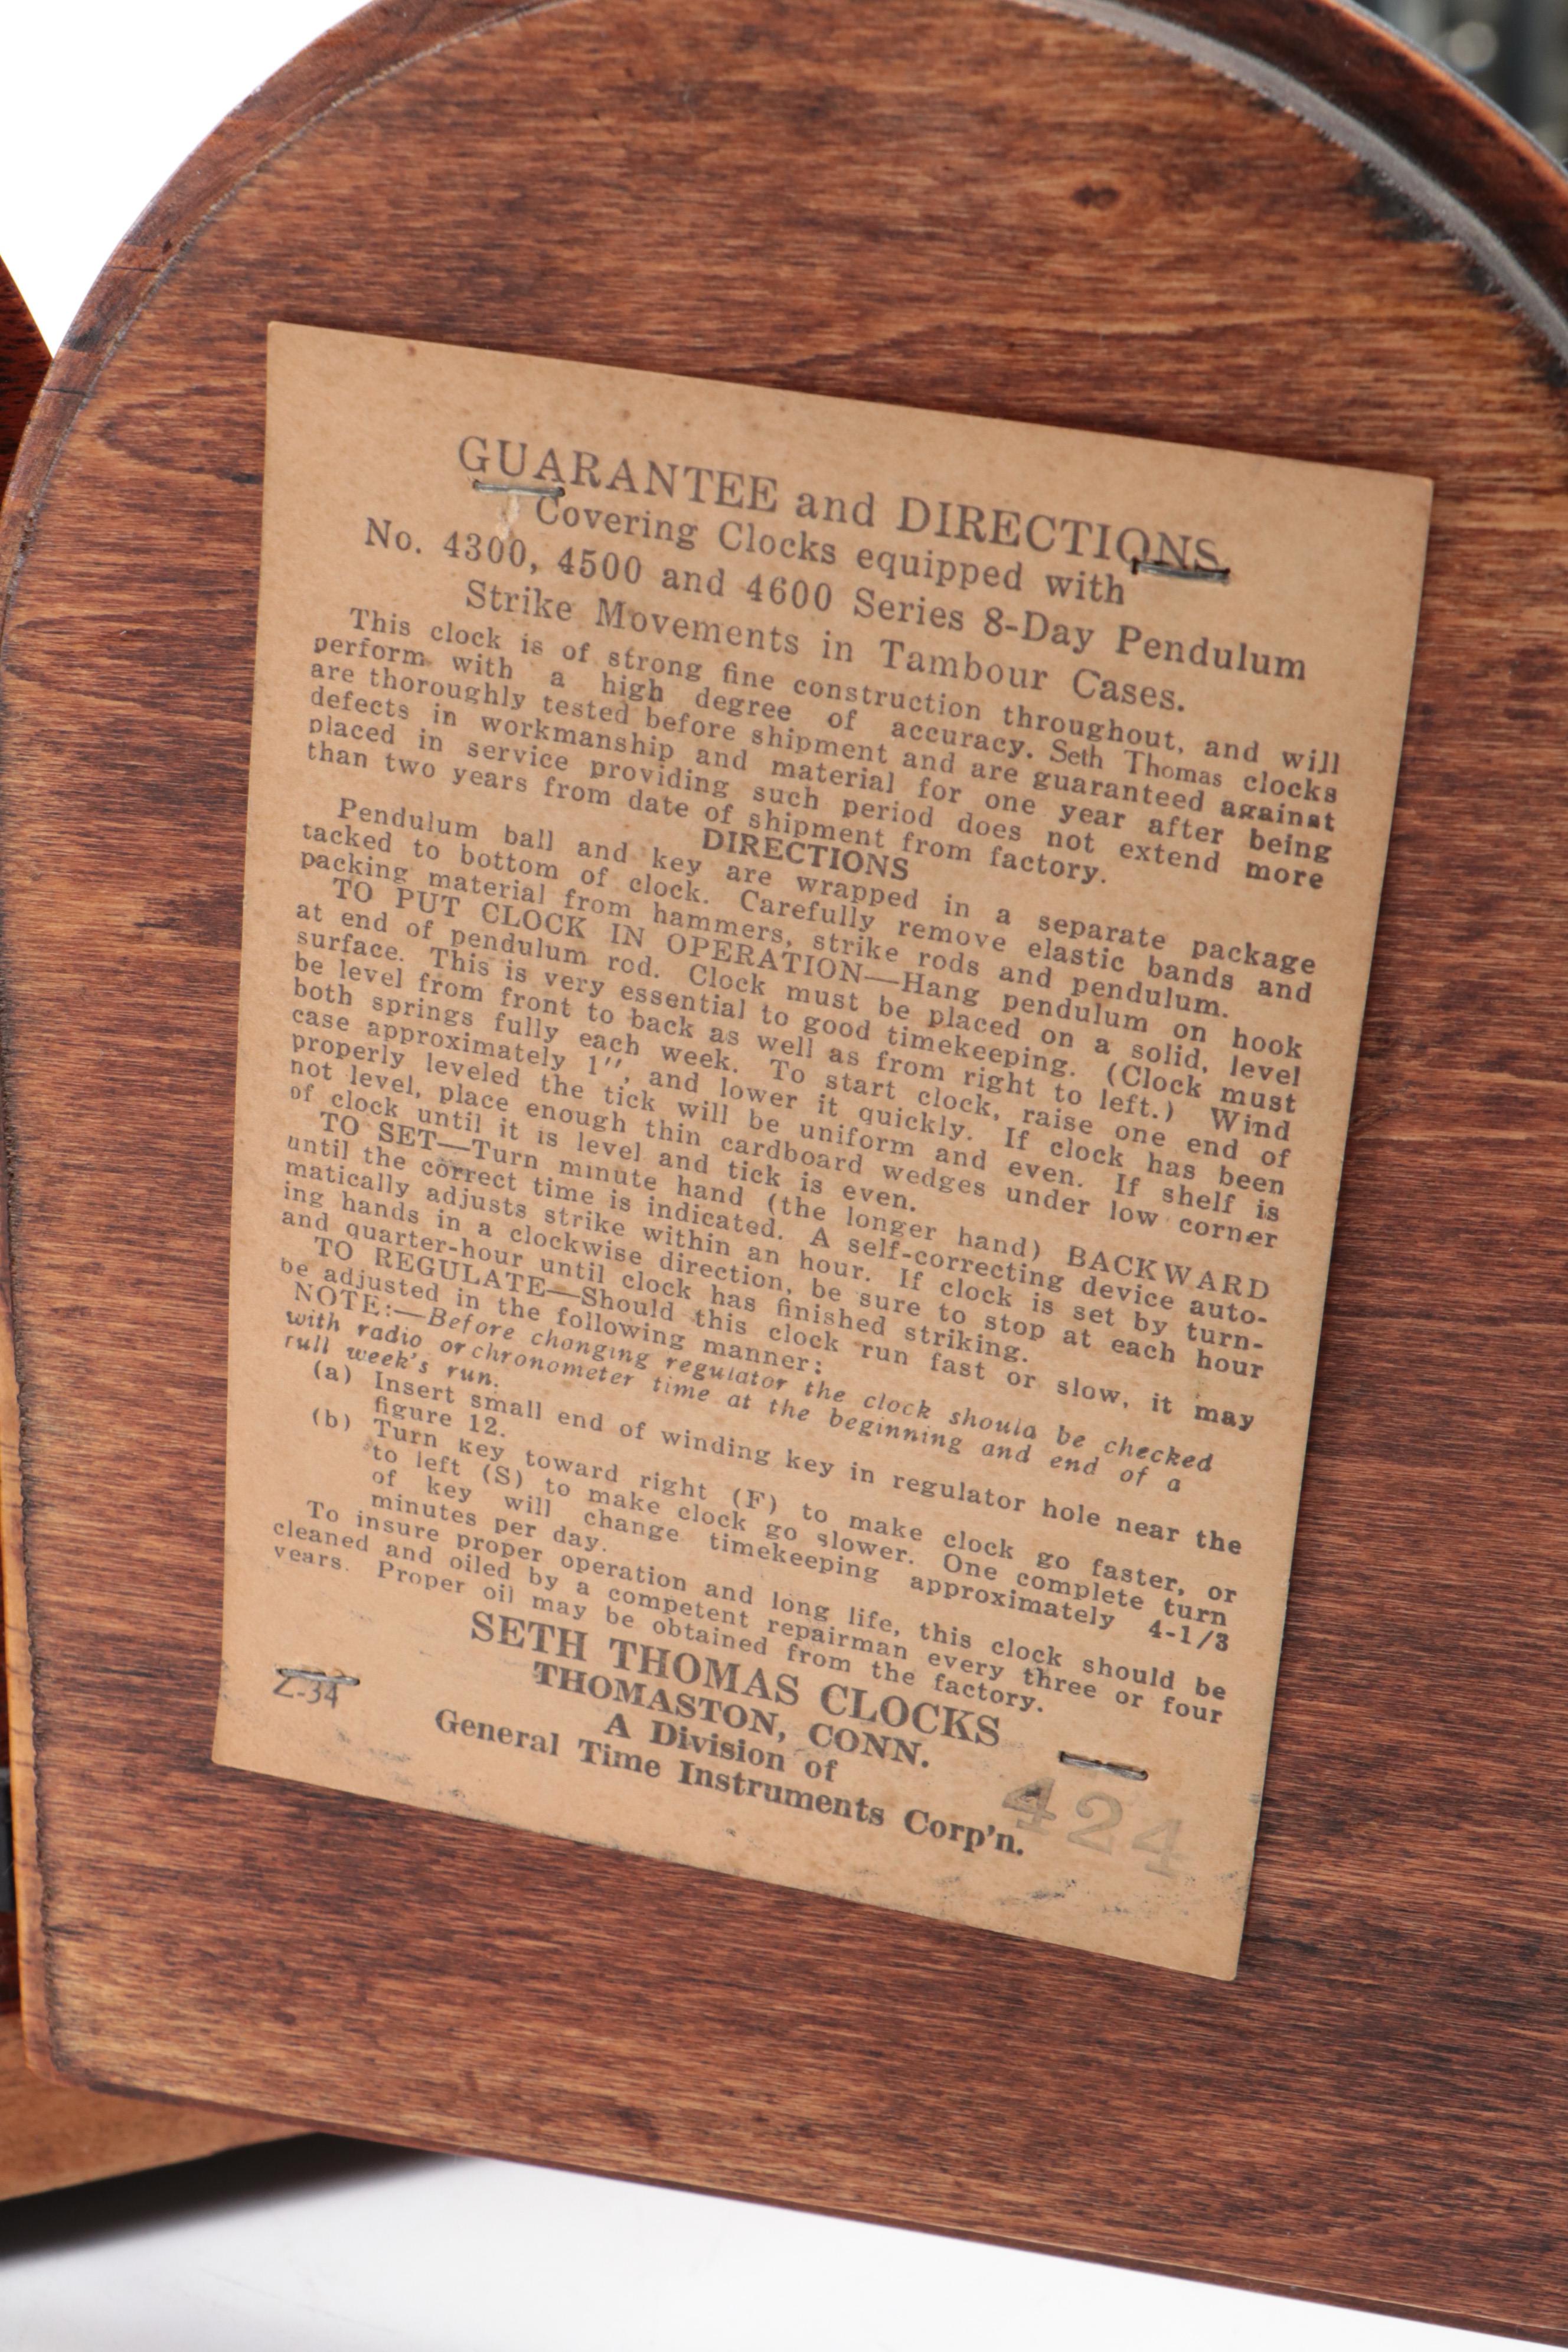 GUARANTEE and DIRECTIONS
Covering Clocks equipped with
No. 4300, 4500 and 4600 Series 8-Day Pendulum
Strike Movements in Tambour Cases.
This clock is of strong fine construction throughout, and will
perform with a high degree of accuracy. Seth Thomas clocks
are thoroughly tested before shipment and are guaranteed against
defects in workmanship and material for one year after being
placed in service providing such period does not extend more
than two years from date of shipment from factory.
DIRECTIONS
Pendulum ball and key are wrapped in a separate package
tacked to bottom of clock. Carefully remove elastic bands and
packing material from hammers, strike rods and pendulum.
TO PUT CLOCK IN OPERATION—Hang pendulum on hook
at end of pendulum rod. Clock must be placed on a solid, level
surface. This is very essential to good timekeeping. (Clock must
be level from front to back as well as from right to left.) Wind
both springs fully each week. To start clock, raise one end of
case approximately 1", and lower it quickly. If clock has been
properly leveled the tick will be uniform and even. If shelf is
not level, place enough thin cardboard wedges under low corner
of clock until it is level and tick is even.
TO SET—Turn minute hand (the longer hand) BACKWARD
until the correct time is indicated. A self-correcting device auto-
matically adjusts strike within an hour. If clock is set by turn-
ing hands in a clockwise direction, be sure to stop at each hour
and quarter-hour until clock has finished striking.
TO REGULATE—Should this clock run fast or slow, it may
be adjusted in the following manner:
NOTE:—Before changing regulator the clock should be checked
with radio or chronometer time at the beginning and end of a
full week's run.
(a) Insert small end of winding key in regulator hole near the
figure 12.
(b) Turn key toward right (F) to make clock go faster, or
to left (S) to make clock go slower. One complete turn
of key will change timekeeping approximately 4-1/3
minutes per day.
To insure proper operation and long life, this clock should be
cleaned and oiled by a competent repairman every three or four
years. Proper oil may be obtained from the factory.
SETH THOMAS CLOCKS
THOMASTON, CONN.
A Division of
General Time Instruments Corp'n.
Z-34
424